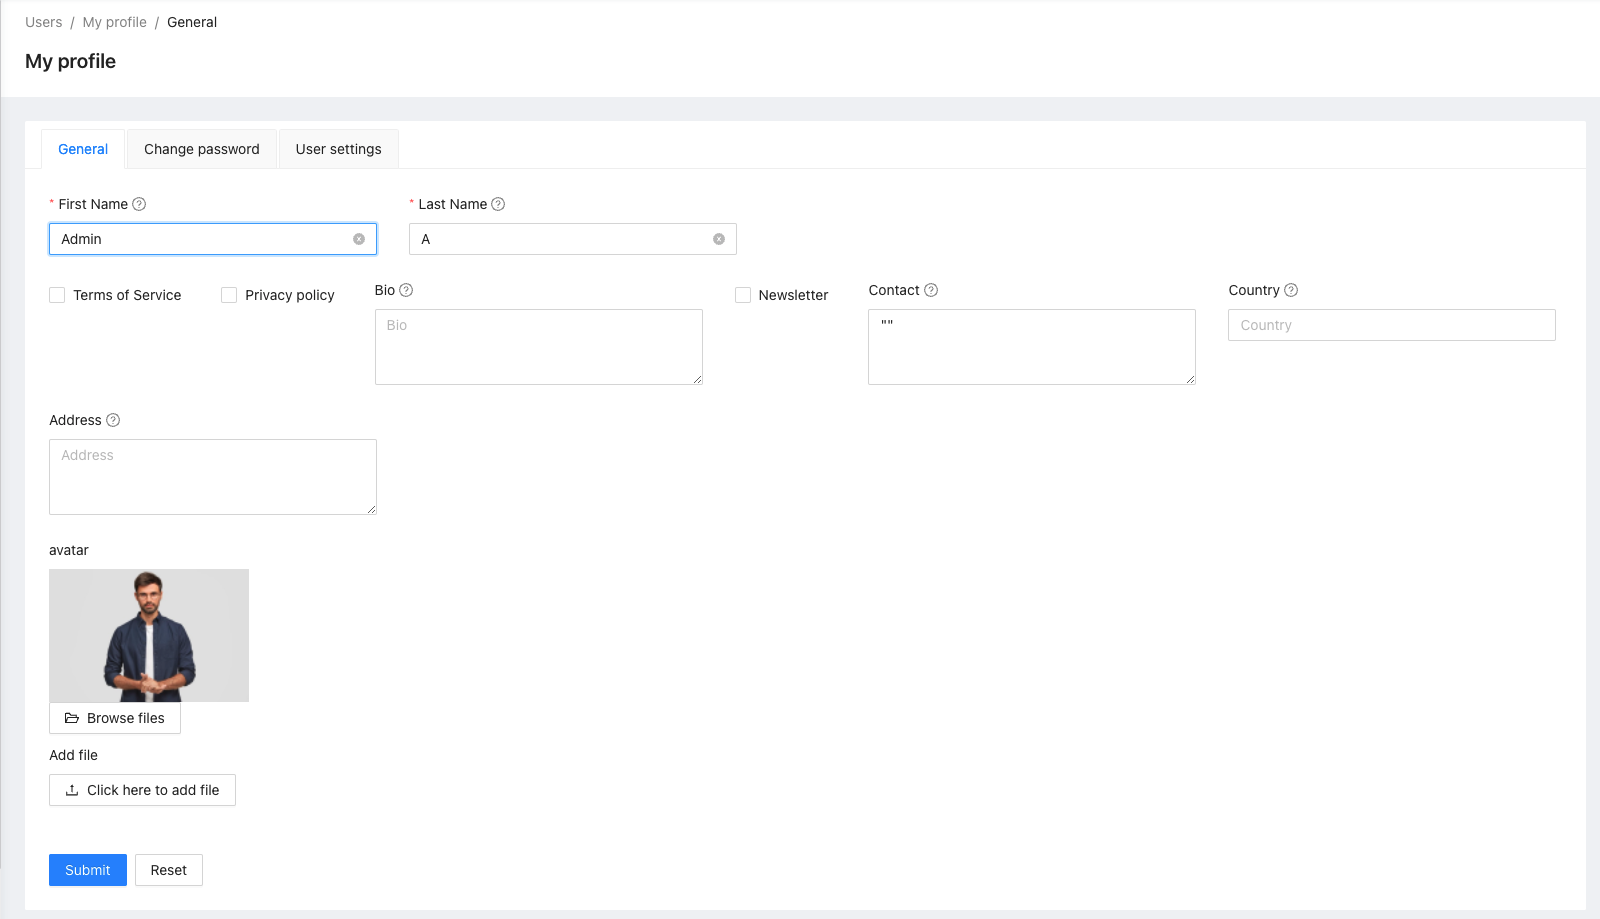 Users / My profile / General
My profile
General Change password User settings
* First Name * Last Name
Admin A
Terms of Service Privacy policy Bio Newsletter Contact Country
Bio "" Country
Address
Address
avatar
Browse files
Add file
Click here to add file
Submit Reset